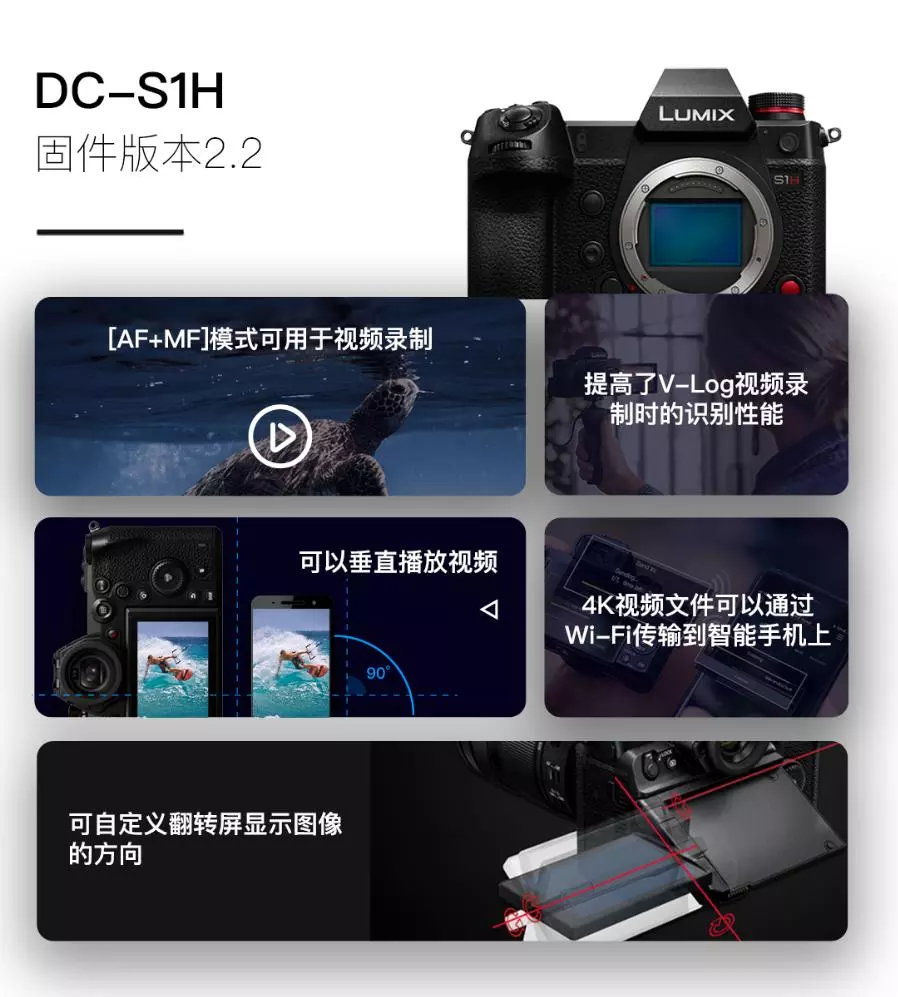 DC-S1H
固件版本2.2
LUMIX
S1H
[AF+MF]模式可用于视频录制
提高了V-Log视频录
制时的识别性能
可以垂直播放视频
90°
4K视频文件可以通过
Wi-Fi传输到智能手机上
可自定义翻转屏显示图像
的方向